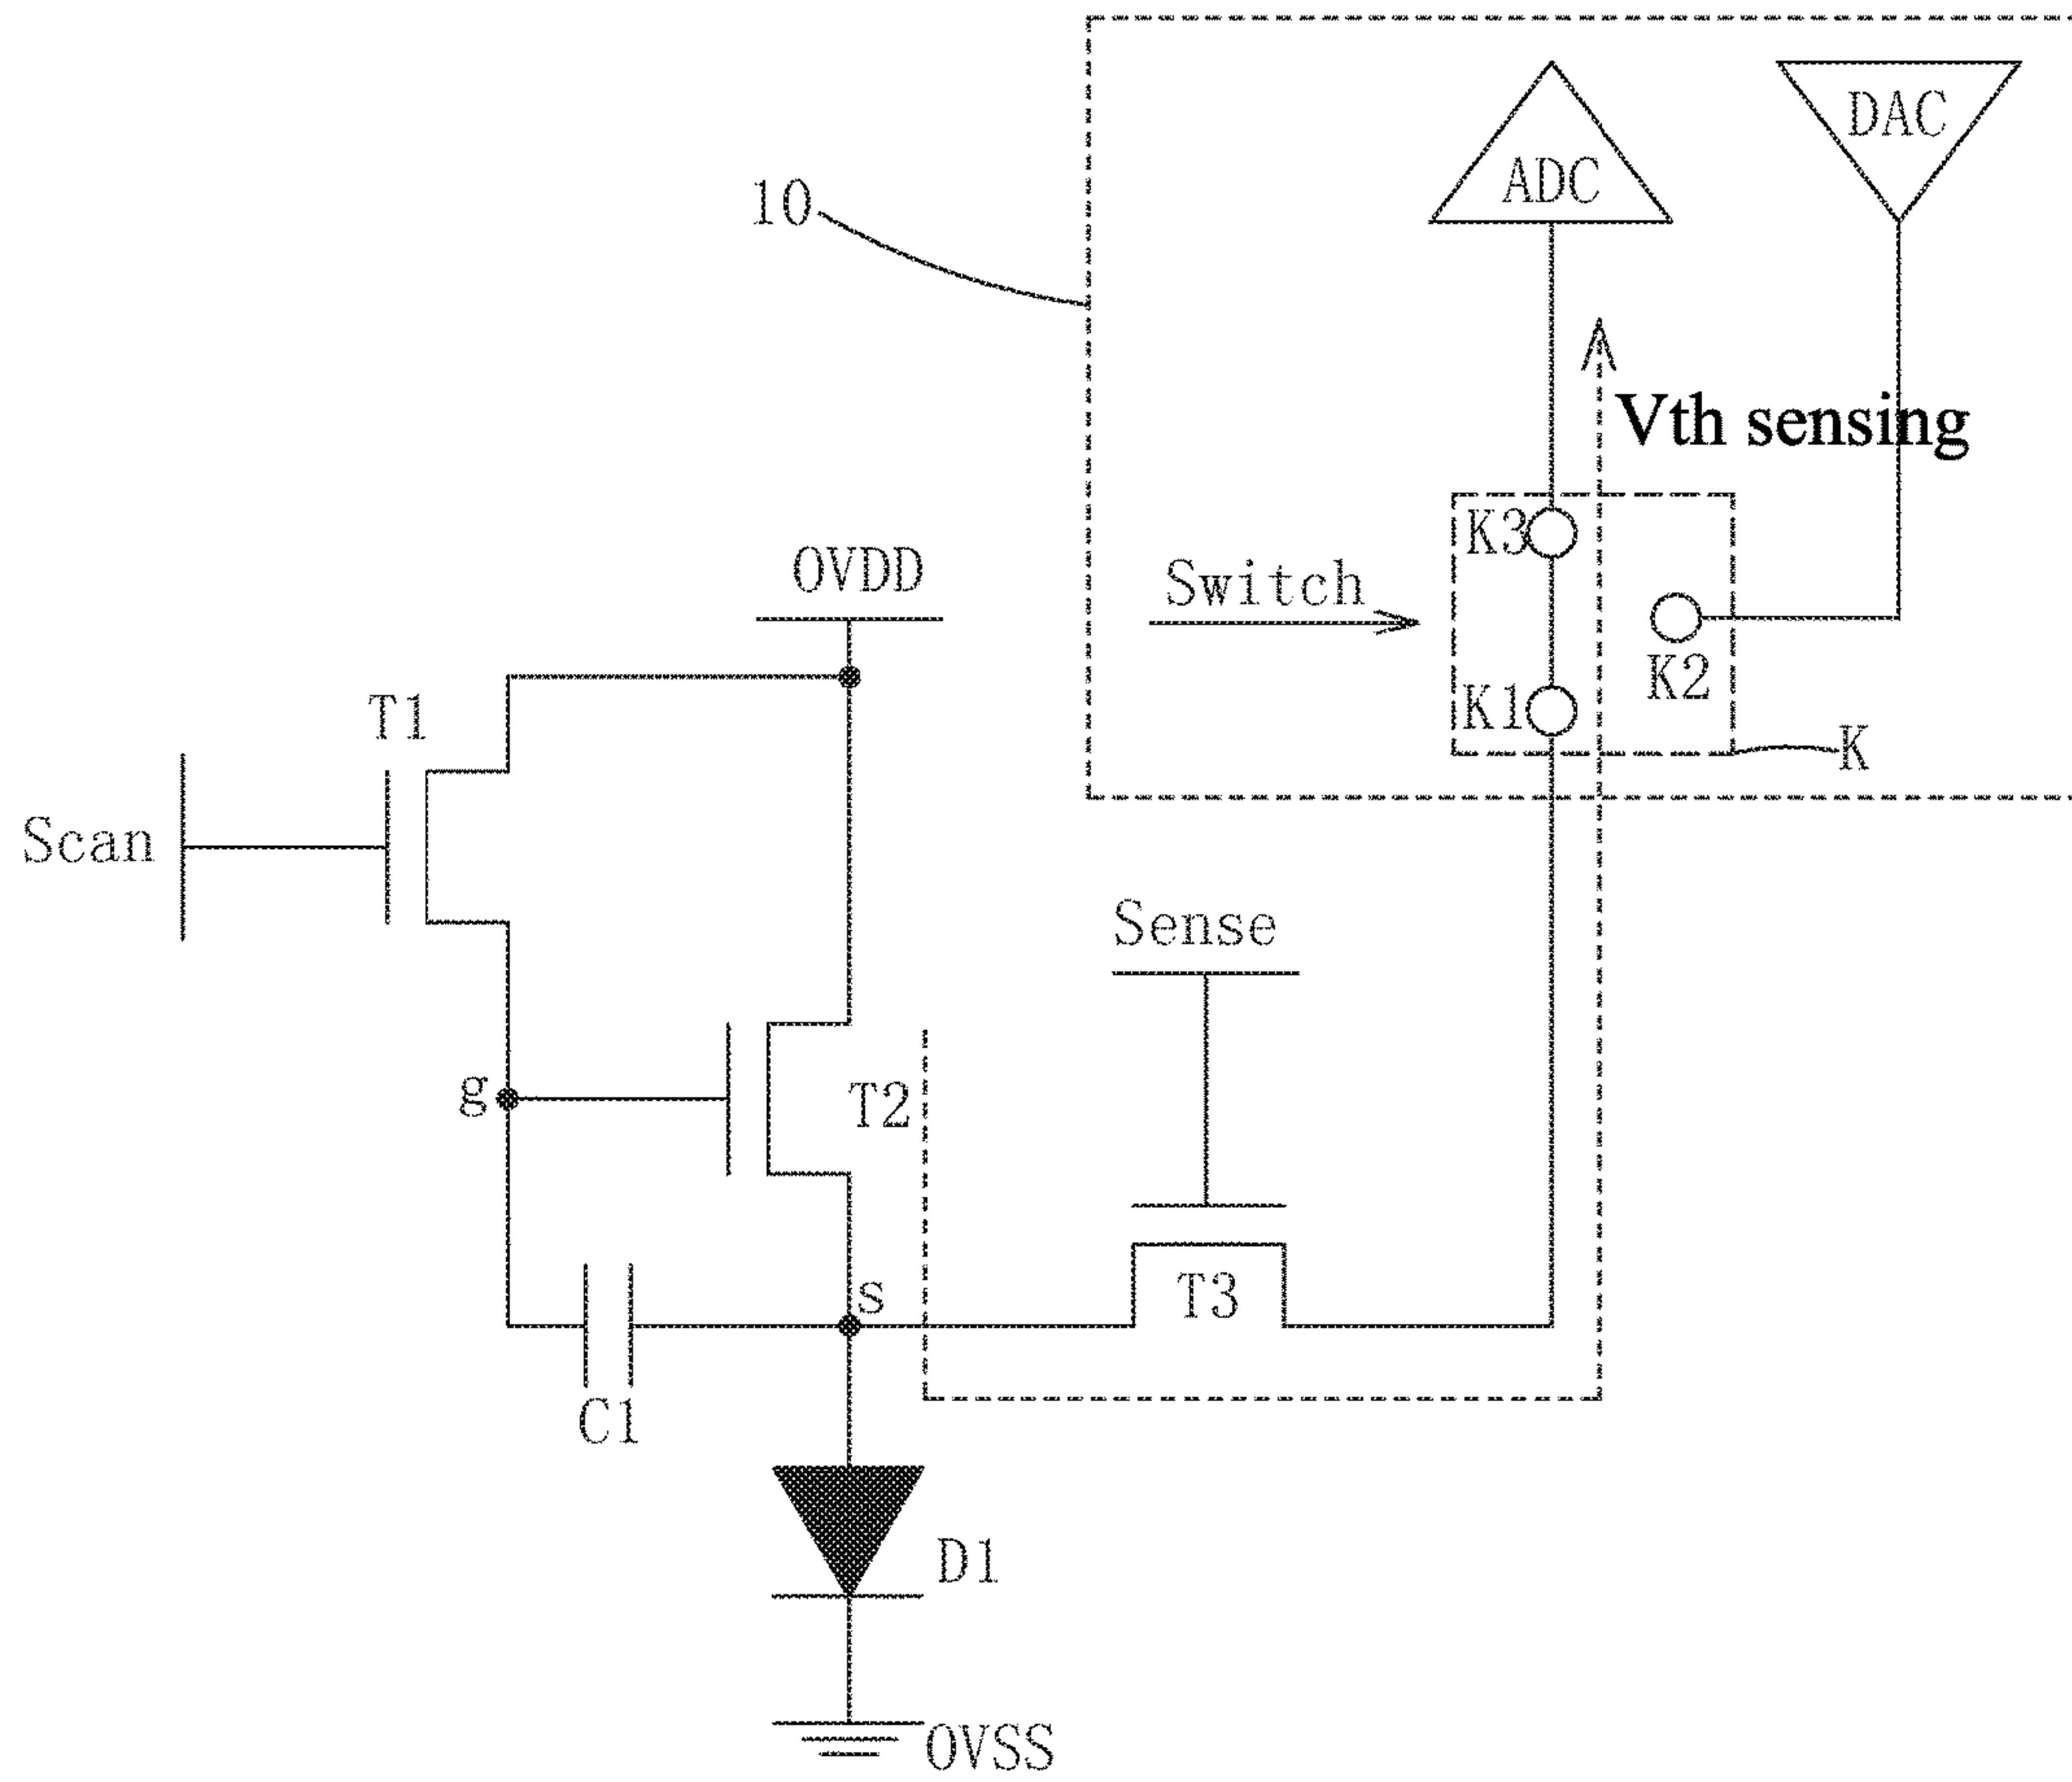 DAC
ADC
10
Vth sensing
K3
OVDD
Switch
K2
T1
K1
K
Scan
Sense
g
T2
s
T3
C1
D1
OVSS